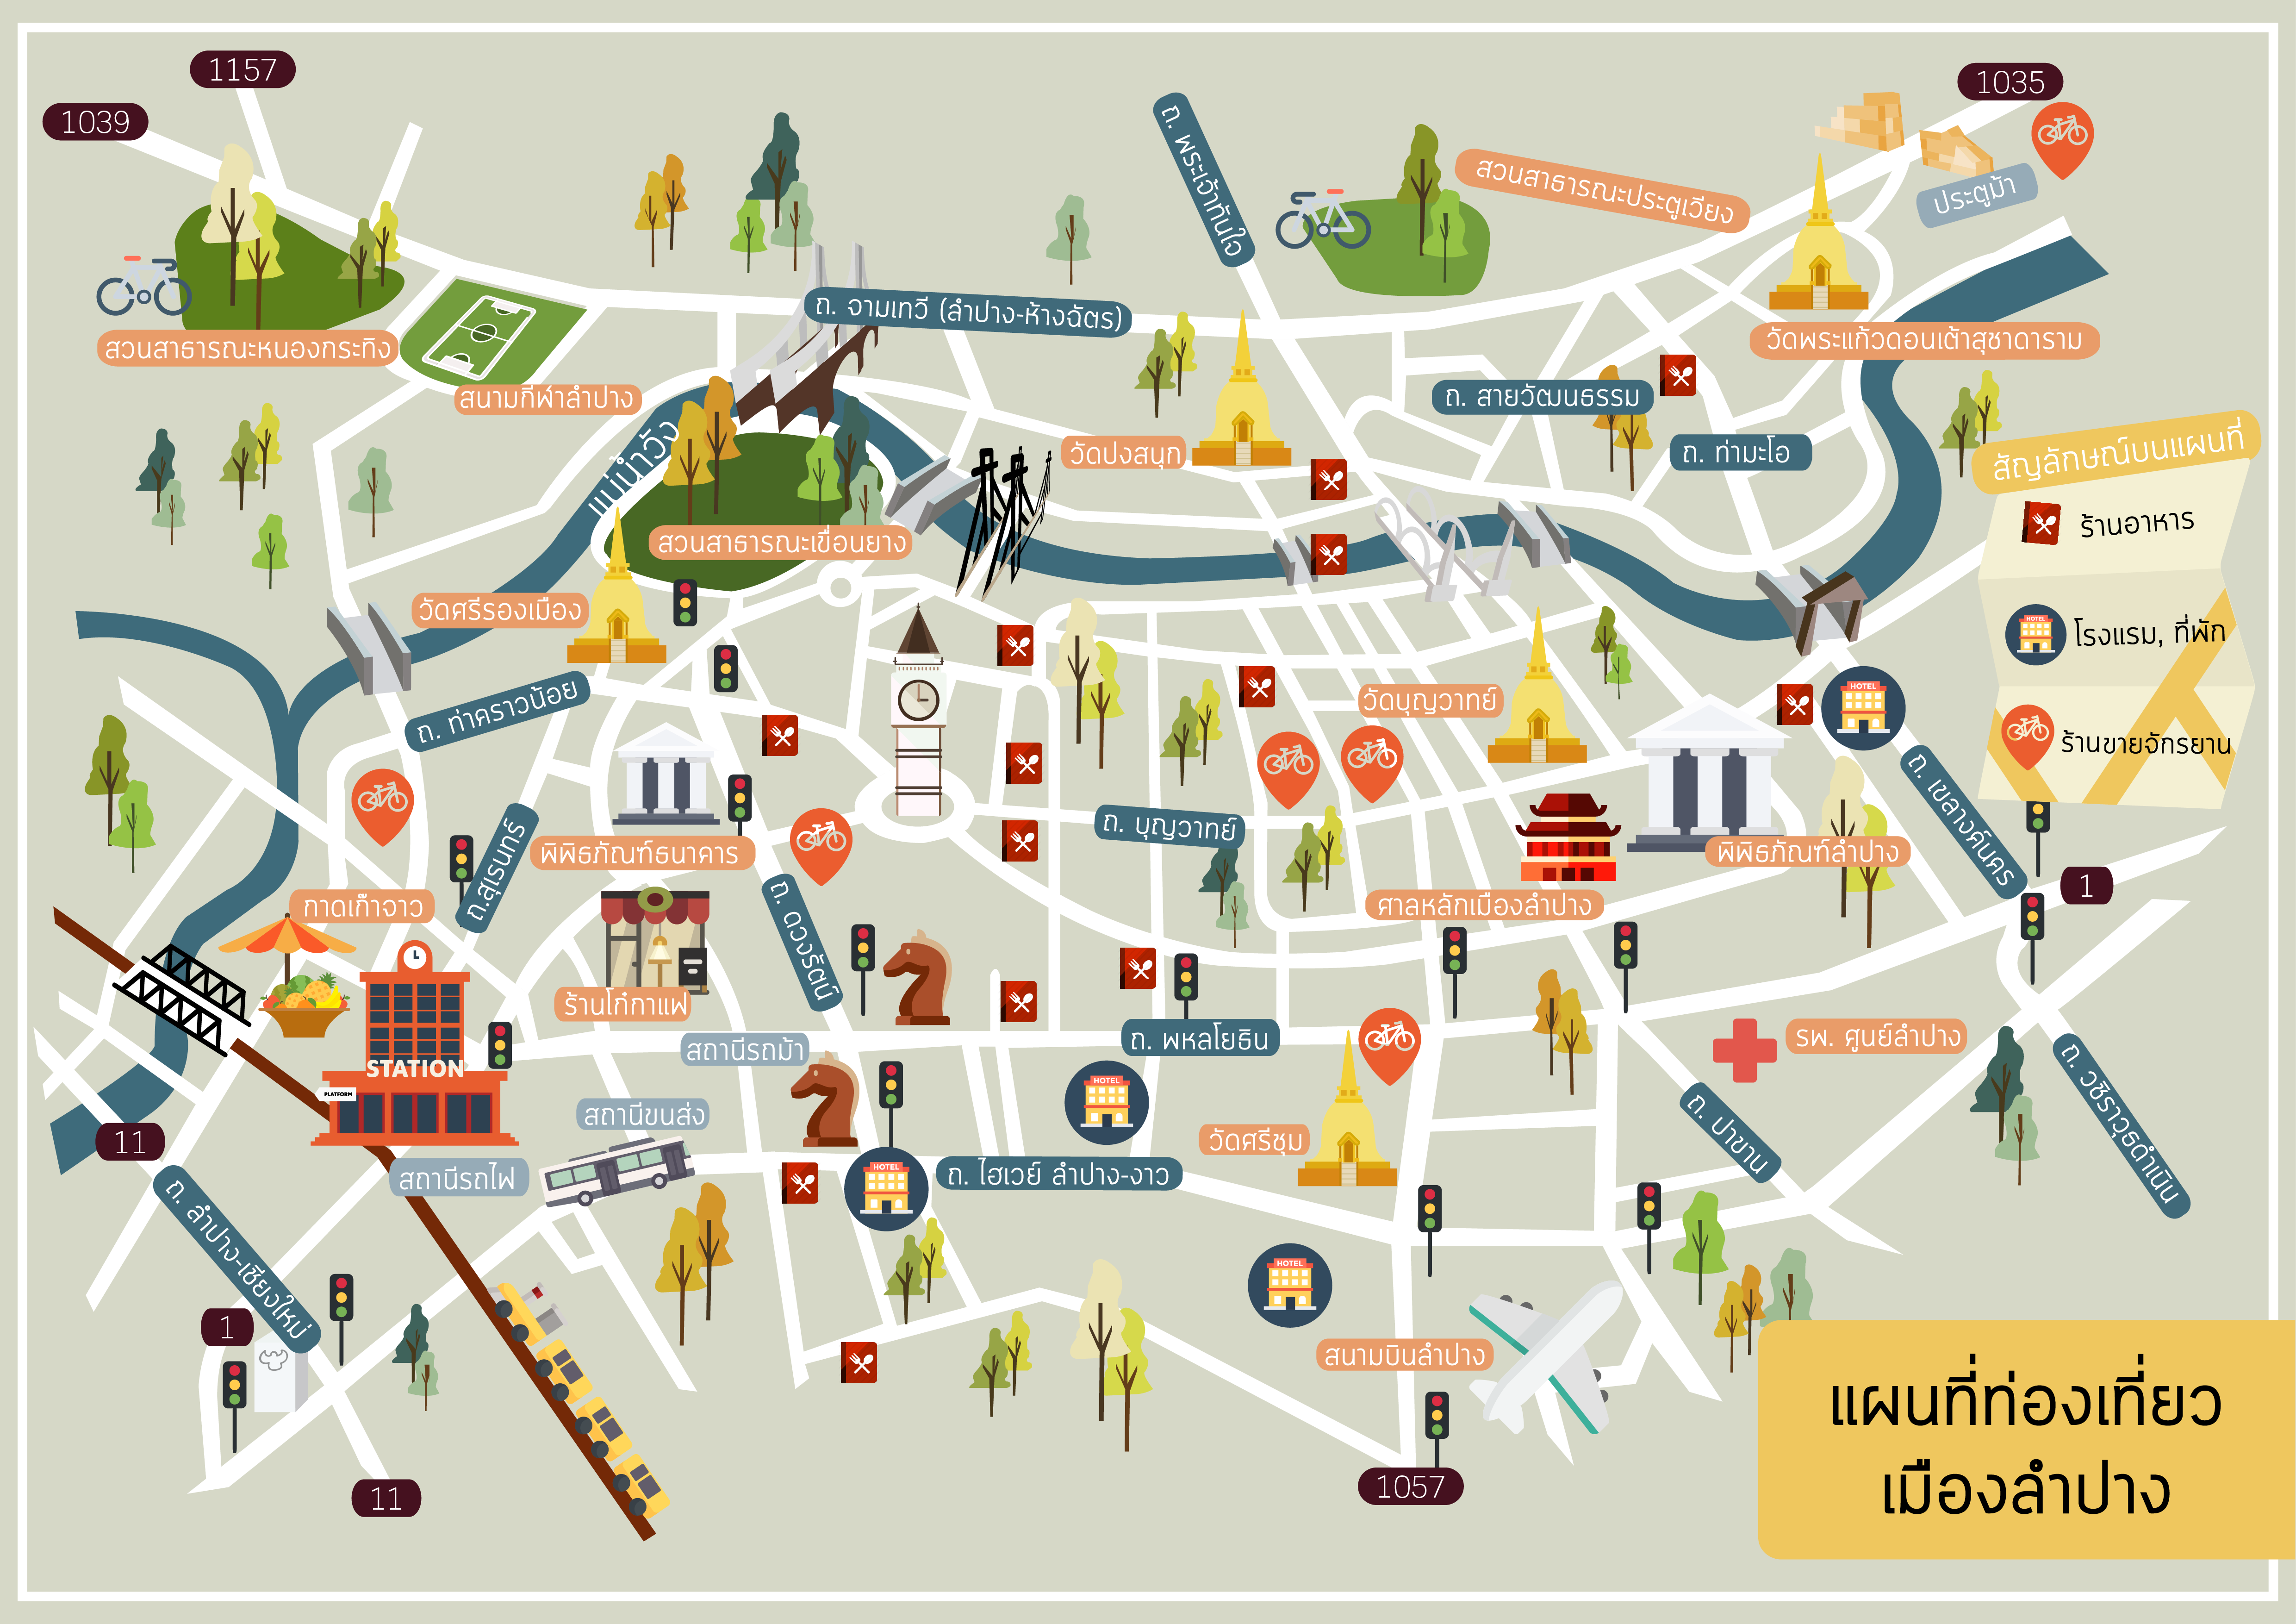 1157
1039
1035
ถ. พระเจ้าทันใจ
สวนสาธารณะประตูเวียง
ประตูม้า
ถ. จามเทวี (ลำปาง-ห้างฉัตร)
สวนสาธารณะหนองกระทิง
วัดพระแก้วดอนเต้าสุชาดาราม
สนามกีฬาลำปาง
ถ. สายวัฒนธรรม
แม่น้ำวัง
วัดปงสนุก
ถ. ท่ามะโอ
สัญลักษณ์บนแผนที่
ร้านอาหาร
สวนสาธารณะเขื่อนยาง
วัดศรีรองเมือง
HOTEL
โรงแรม, ที่พัก
ถ. ท่าคราวน้อย
วัดบุญวาทย์
HOTEL
ร้านขายจักรยาน
ถ. เขลางค์นคร
ถ. บุญวาทย์
ถ.สุเรนทร์
พิพิธภัณฑ์ธนาคาร
พิพิธภัณฑ์ลำปาง
1
กาดเก๊าจาว
ศาลหลักเมืองลำปาง
ถ. ดวงรัตน์
ร้านโก๋กาแฟ
สถานีรถม้า
ถ. พหลโยธิน
รพ. ศูนย์ลำปาง
STATION
PLATFORM
HOTEL
สถานีขนส่ง
วัดศรีชุม
ถ. ป่าขาม
ถ. วชิราวุธดำเนิน
11
สถานีรถไฟ
HOTEL
ถ. ไฮเวย์ ลำปาง-งาว
ถ. ลำปาง-เชียงใหม่
HOTEL
1
สนามบินลำปาง
11
1057
แผนที่ท่องเที่ยว
เมืองลำปาง